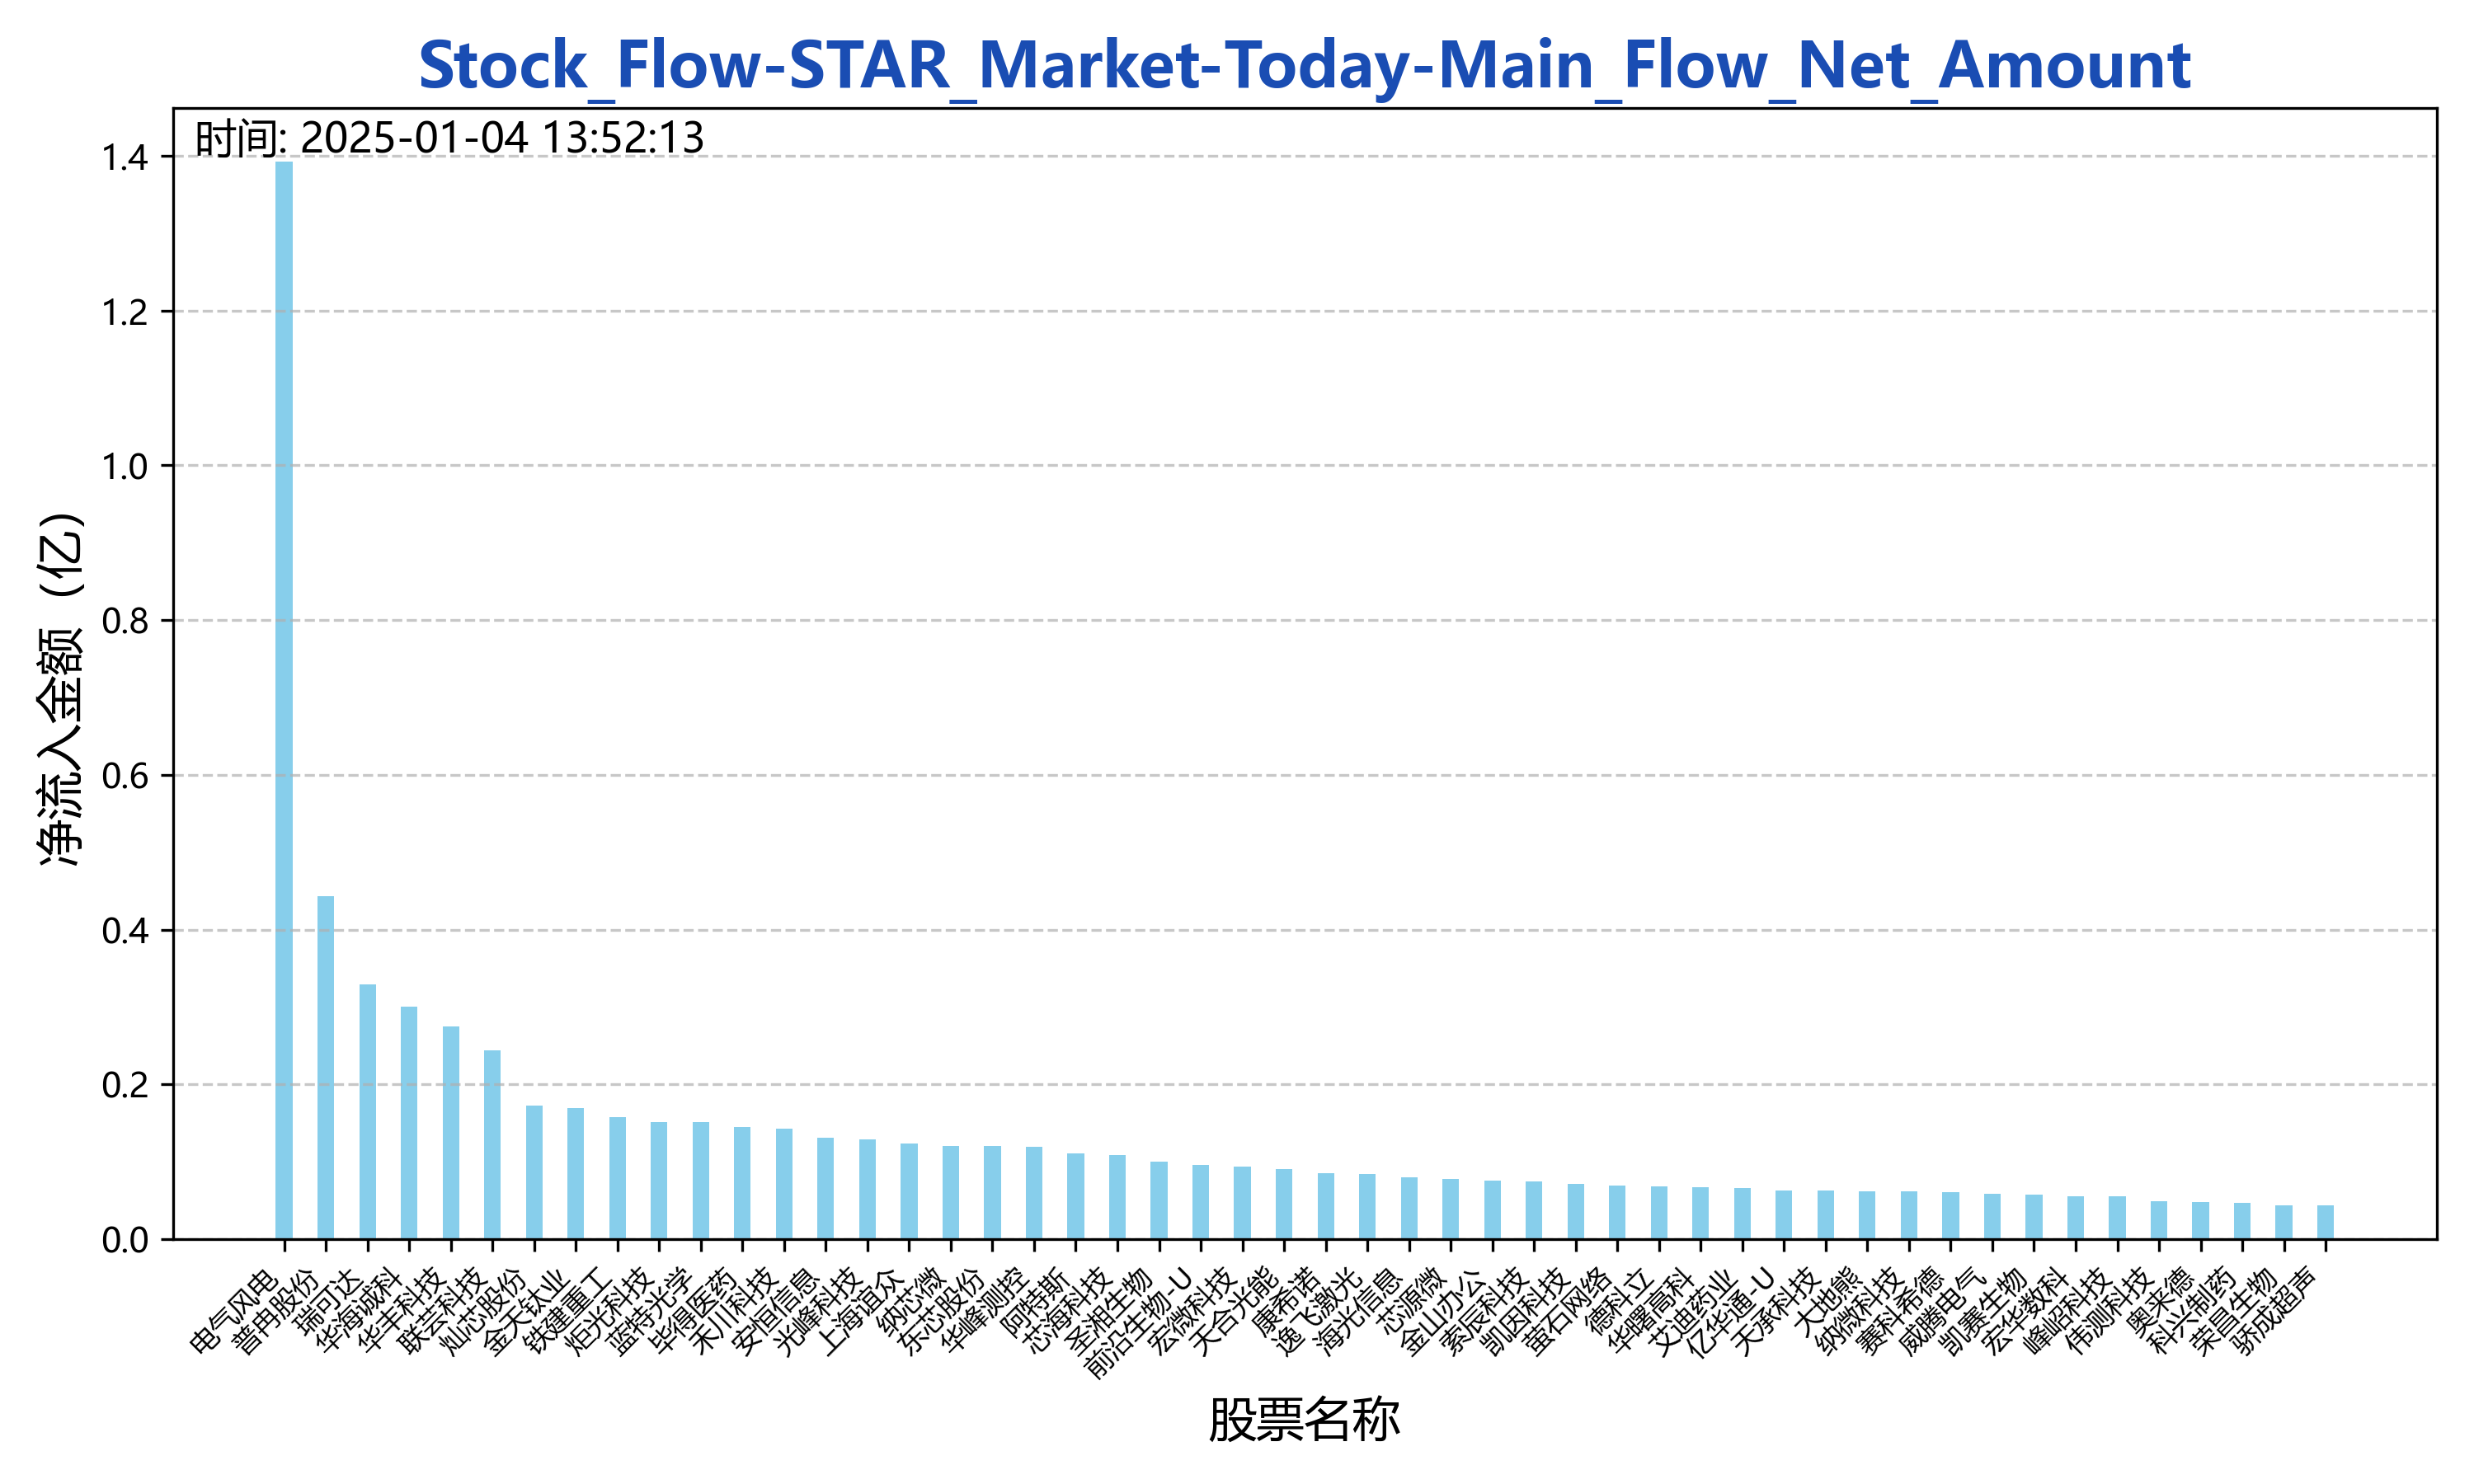 Stock_Flow-STAR_Market-Today-Main_Flow_Net_Amount
时间: 2025-01-04 13:52:13
净流入金额（亿）
1.4
1.2
1.0
0.8
0.6
0.4
0.2
0.0
电气风电
普冉股份
瑞可达
华海诚科
华丰科技
联芸科技
灿芯股份
金天钛业
铁建重工
炬光科技
蓝特光学
毕得医药
禾川科技
安恒信息
光峰科技
上海谊众
纳芯微
东芯股份
华峰测控
阿特斯
芯海科技
圣湘生物
前沿生物-U
宏微科技
天合光能
康希诺
逸飞激光
海光信息
芯源微
金山办公
索辰科技
凯因科技
萤石网络
德科立
华曙高科
艾迪药业
亿华通-U
天承科技
大地熊
纳微科技
赛科希德
威腾电气
凯赛生物
宏华数科
峰岹科技
伟测科技
奥来德
科兴制药
荣昌生物
骄成超声
股票名称